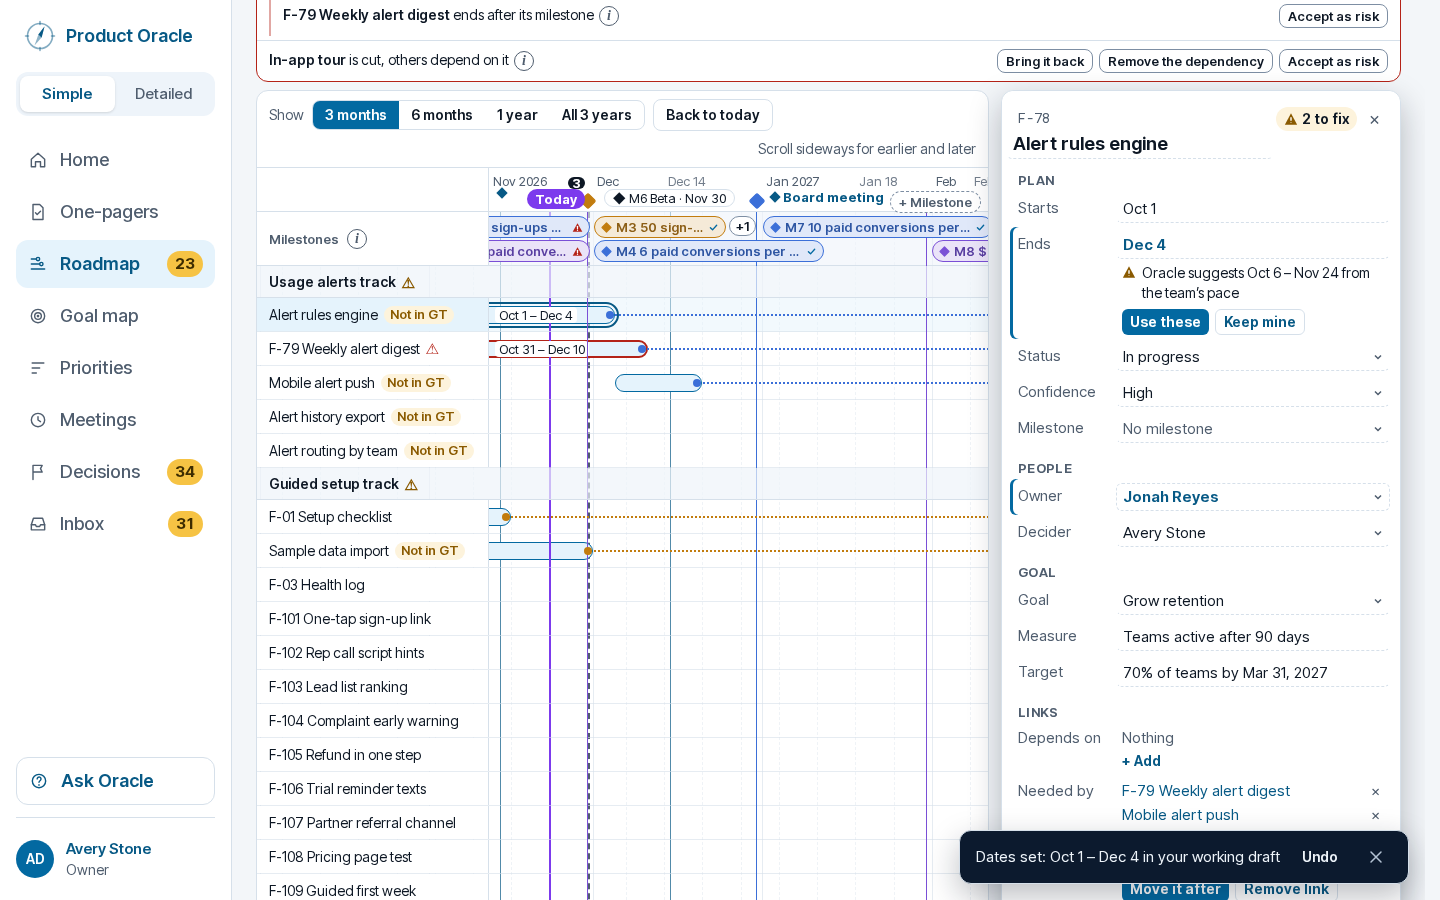 Product Oracle
Simple
Detailed
Home
One-pagers
Roadmap
23
Goal map
Priorities
Meetings
Decisions
34
Inbox
31
Ask Oracle
AD
Avery Stone
Owner
F-79 Weekly alert digest ends after its milestone i
Accept as risk
In-app tour is cut, others depend on it i
Bring it back
Remove the dependency
Accept as risk
Show
3 months
6 months
1 year
All 3 years
Back to today
Scroll sideways for earlier and later
Nov 2026
3
Dec
Dec 14
Jan 2027
Jan 18
Feb
Fe
Today
M6 Beta · Nov 30
Board meeting
+ Milestone
Milestones i
sign-ups ...
M3 50 sign-...
+1
M7 10 paid conversions per...
paid conve...
M4 6 paid conversions per ...
M8 $
Usage alerts track
Alert rules engine
Not in GT
Oct 1 – Dec 4
F-79 Weekly alert digest
Oct 31 – Dec 10
Mobile alert push
Not in GT
Alert history export
Not in GT
Alert routing by team
Not in GT
Guided setup track
F-01 Setup checklist
Sample data import
Not in GT
F-03 Health log
F-101 One-tap sign-up link
F-102 Rep call script hints
F-103 Lead list ranking
F-104 Complaint early warning
F-105 Refund in one step
F-106 Trial reminder texts
F-107 Partner referral channel
F-108 Pricing page test
F-109 Guided first week
F-78
2 to fix
Alert rules engine
PLAN
Starts
Oct 1
Ends
Dec 4
Oracle suggests Oct 6 – Nov 24 from
the team's pace
Use these
Keep mine
Status
In progress
Confidence
High
Milestone
No milestone
PEOPLE
Owner
Jonah Reyes
Decider
Avery Stone
GOAL
Goal
Grow retention
Measure
Teams active after 90 days
Target
70% of teams by Mar 31, 2027
LINKS
Depends on
Nothing
+ Add
Needed by
F-79 Weekly alert digest
Mobile alert push
Dates set: Oct 1 – Dec 4 in your working draft
Undo
Move it after
Remove link